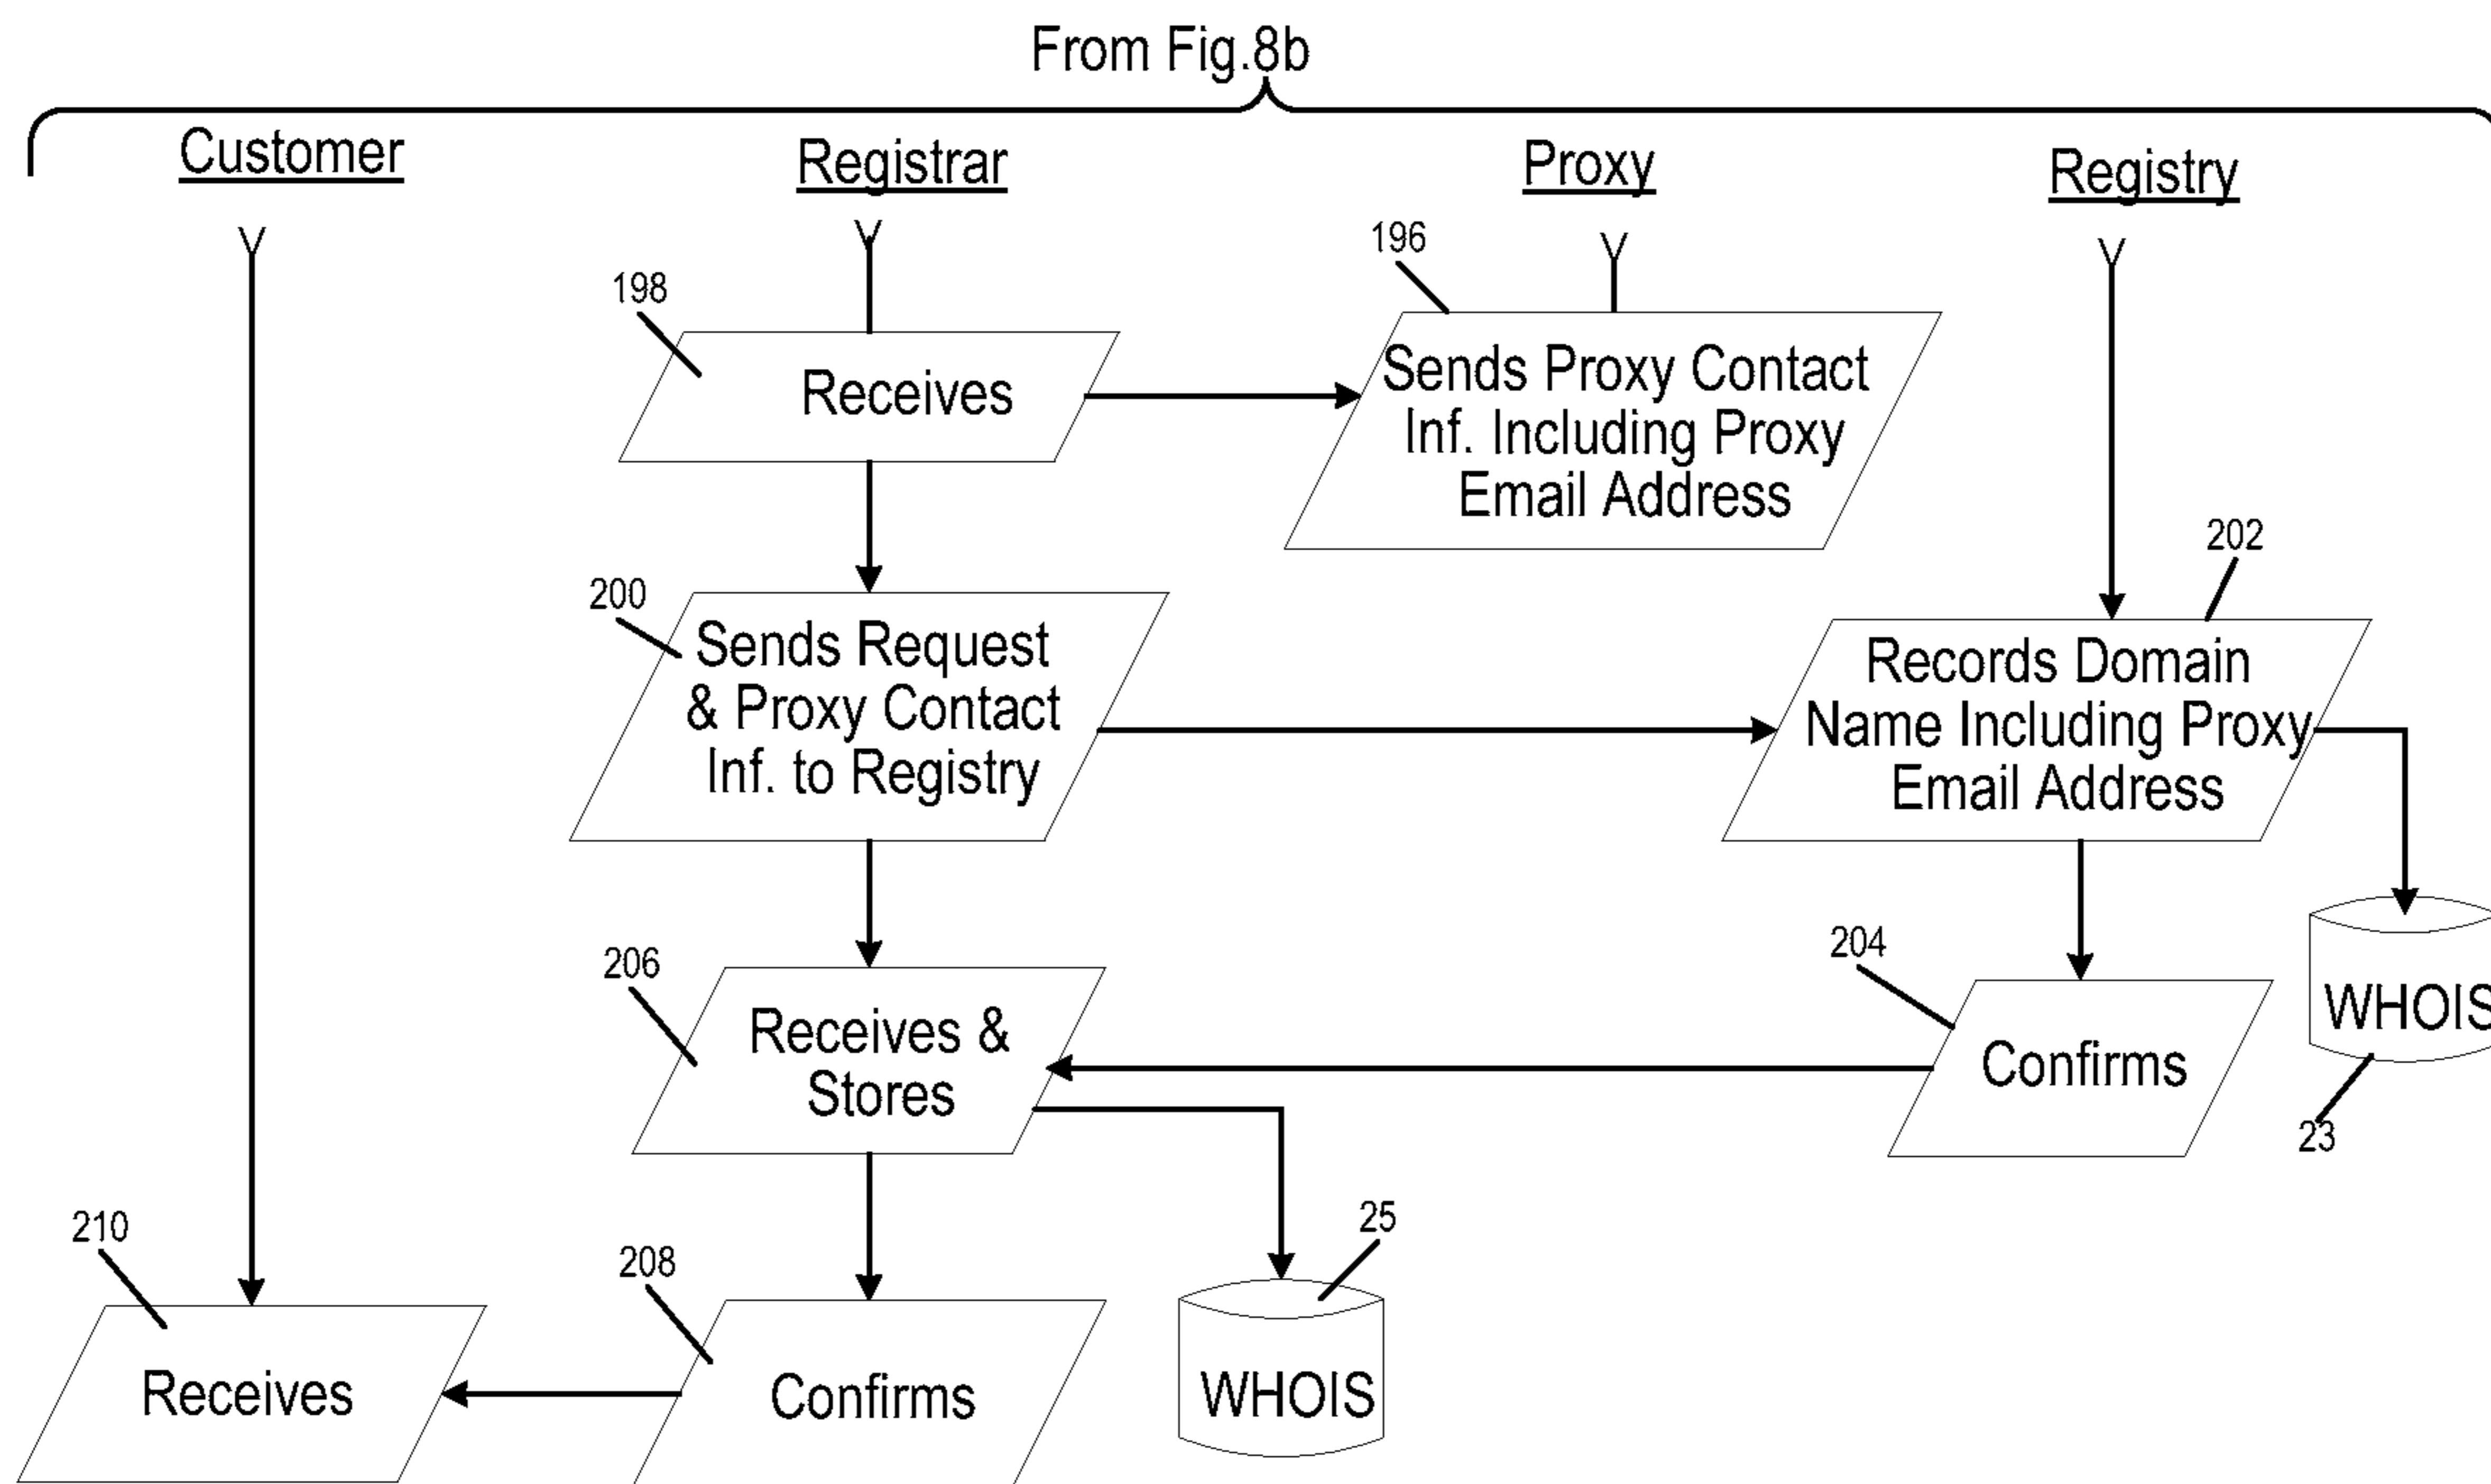 From Fig.8b
Customer
Registrar
Proxy
Registry
196
198
Receives
Sends Proxy Contact
Inf. Including Proxy
Email Address
200
Sends Request
& Proxy Contact
Inf. to Registry
202
Records Domain
Name Including Proxy
Email Address
206
Receives &
Stores
204
Confirms
WHOIS
23
210
Receives
208
Confirms
25
WHOIS